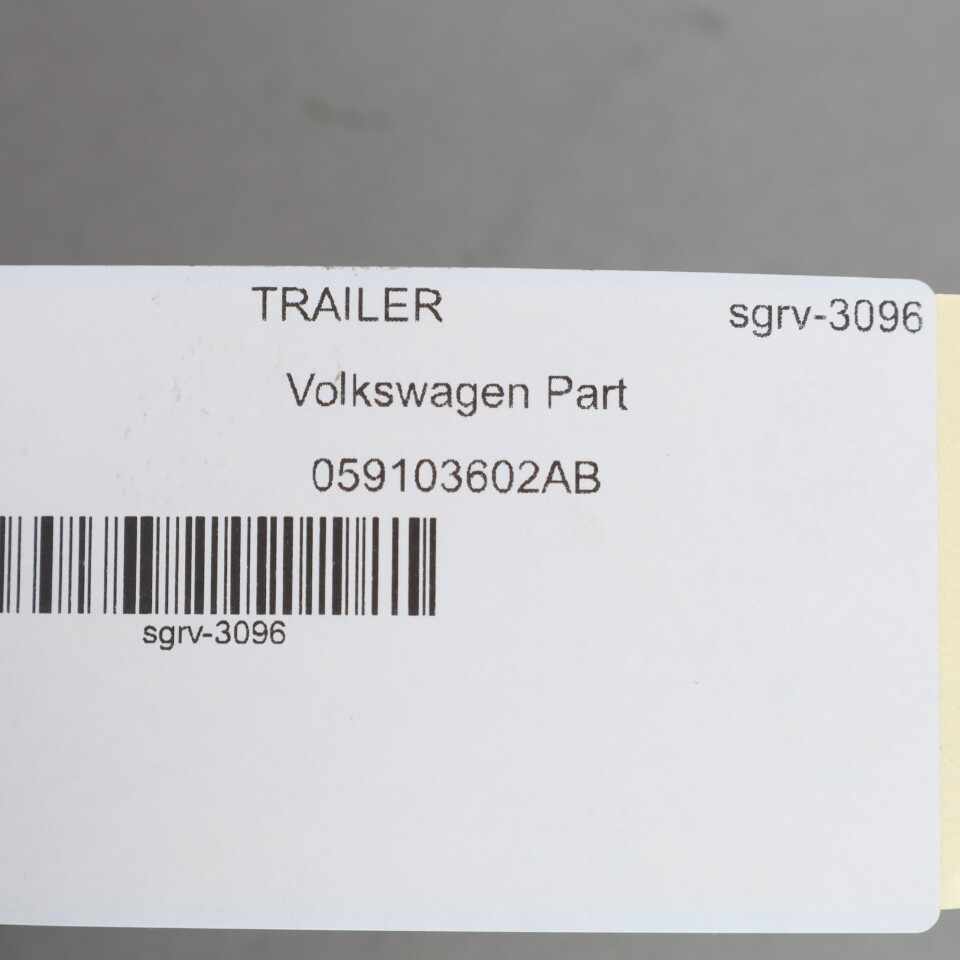 TRAILER sgrv-3096
Volkswagen Part
059103602AB
sgrv-3096